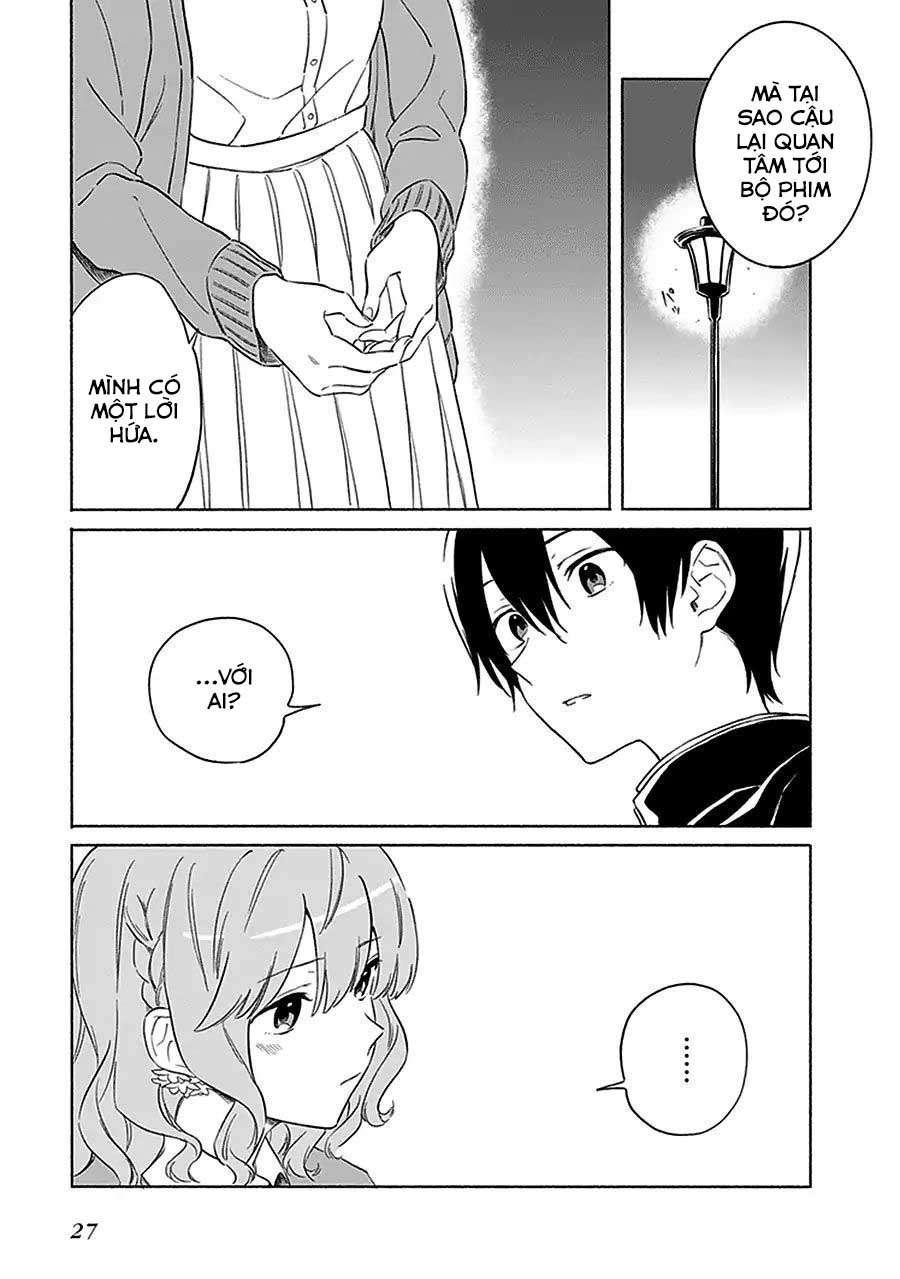 MÀ TẠI
SAO CẬU
LẠI QUAN
TÂM TỚI
BỘ PHIM
ĐÓ?
MÌNH CÓ
MỘT LỜI
HỨA.
...VỚI
AI?
........
27